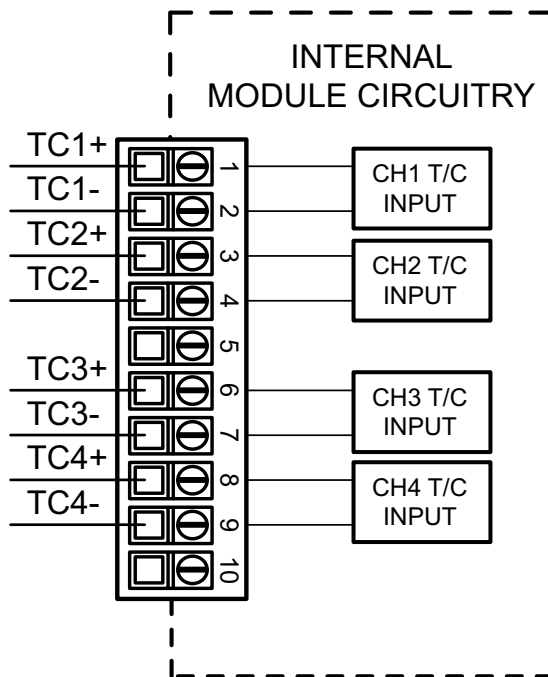 INTERNAL
MODULE CIRCUITRY
TC1+
TC1-
TC2+
TC2-
TC3+
TC3-
TC4+
TC4-
1
2
3
4
5
6
7
8
9
10
CH1 T/C
INPUT
CH2 T/C
INPUT
CH3 T/C
INPUT
CH4 T/C
INPUT